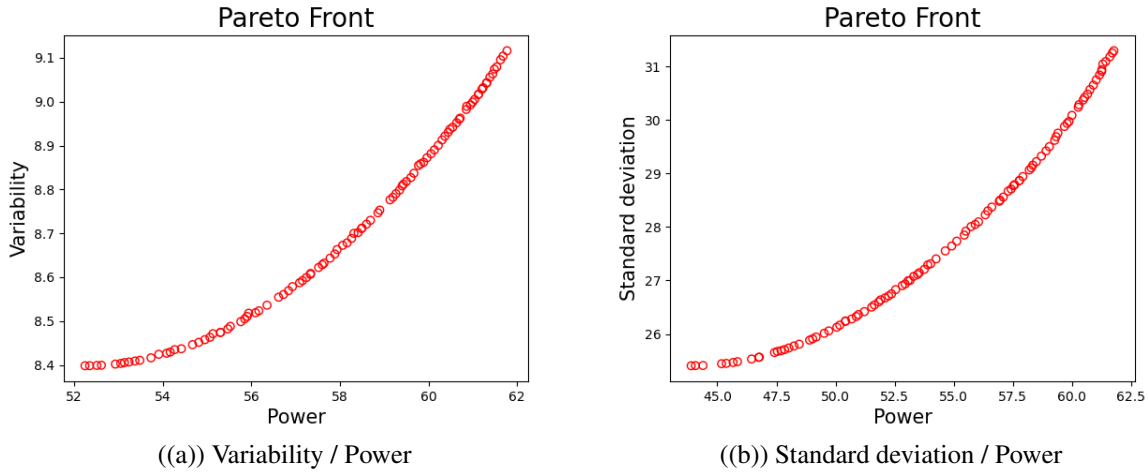 Pareto Front
9.1
9.0
8.9
8.8
8.7
8.6
8.5
8.4
Variability
52 54 56 58 60 62
Power
((a)) Variability / Power
Pareto Front
31
30
29
28
27
26
Standard deviation
45.0 47.5 50.0 52.5 55.0 57.5 60.0 62.5
Power
((b)) Standard deviation / Power